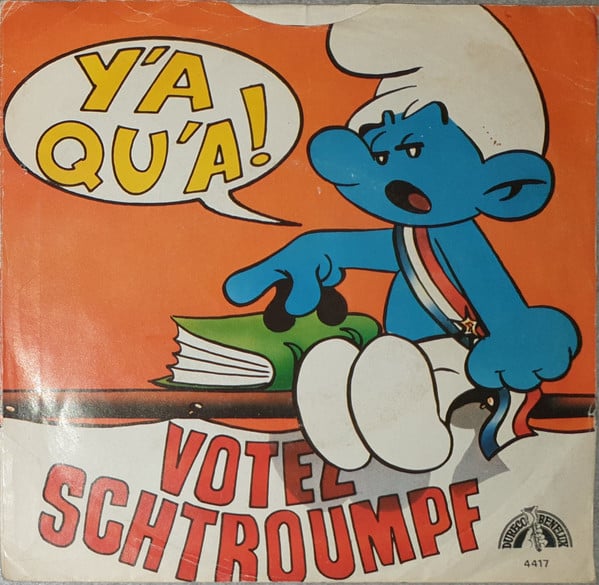 Y'A
QU'A!
VOTEZ
SCHTROUMPF
DURECO BENELUX
4417